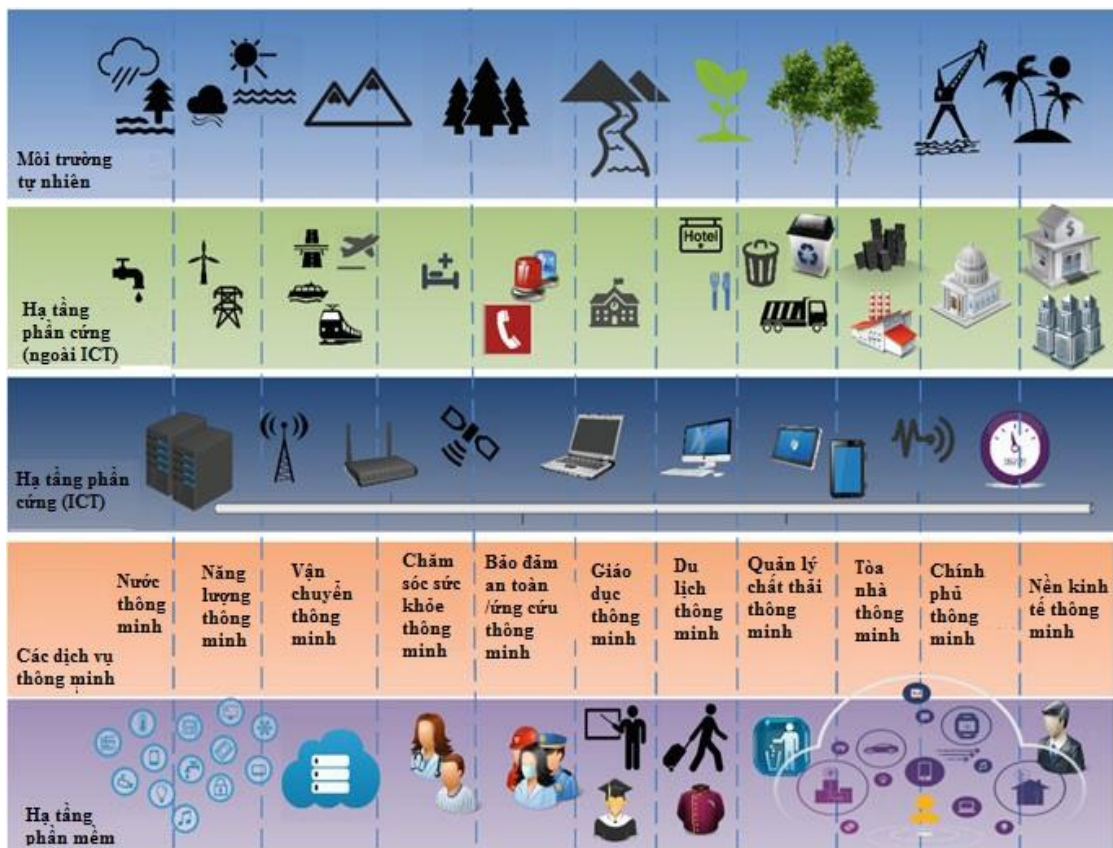 Môi trường
tự nhiên
Hotel
$
Hạ tầng
phần cứng
(ngoài ICT)
Hạ tầng phần
cứng (ICT)
Nước
thông
minh
Năng
lượng
thông
minh
Vận
chuyển
thông
minh
Chăm
sóc sức
khỏe
thông
minh
Bảo đảm
an toàn
/ứng cứu
thông
minh
Giáo
dục
thông
minh
Du
lịch
thông
minh
Quản lý
chất thải
thông
minh
Tòa
nhà
thông
minh
Chính
phủ
thông
minh
Nền kinh
tế thông
minh
Các dịch vụ
thông minh
Hạ tầng
phần mềm